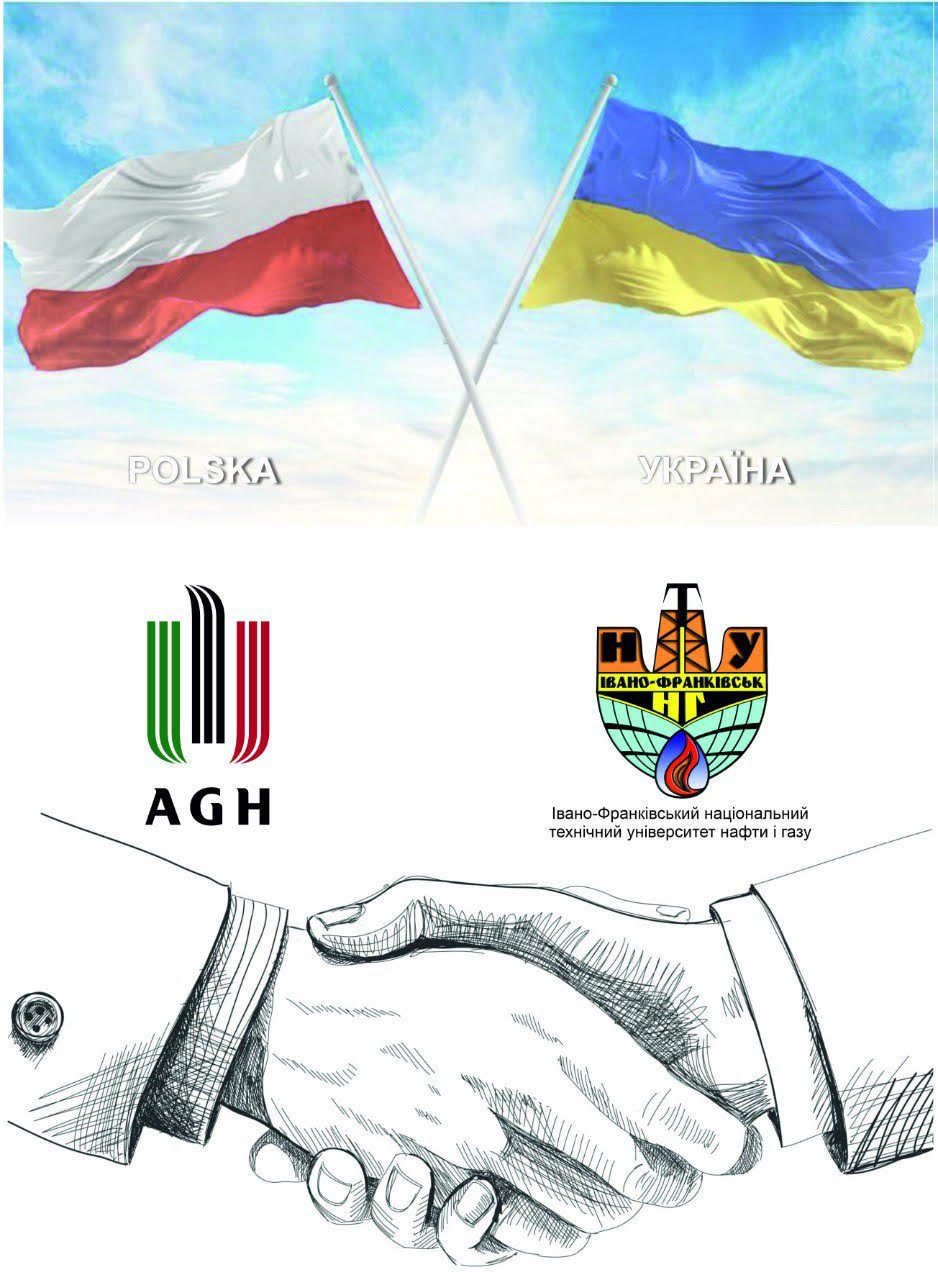 POLSKA
УКРАЇНА
AGH
Т
Н У
ІВАНО-ФРАНКІВСЬК
НГ
Івано-Франківський національний
технічний університет нафти і газу